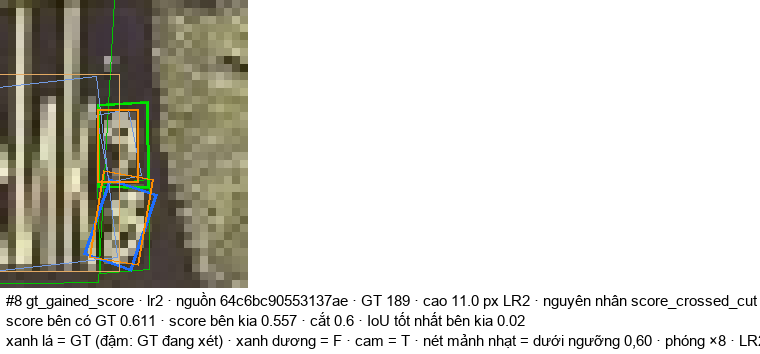 #8 gt_gained_score · lr2 · nguồn 64c6bc90553137ae · GT 189 · cao 11.0 px LR2 · nguyên nhân score_crossed_cut
score bên có GT 0.611 · score bên kia 0.557 · cắt 0.6 · IoU tốt nhất bên kia 0.02
xanh lá = GT (đậm: GT đang xét) · xanh dương = F · cam = T · nét mảnh nhạt = dưới ngưỡng 0,60 · phóng ×8 · LR2